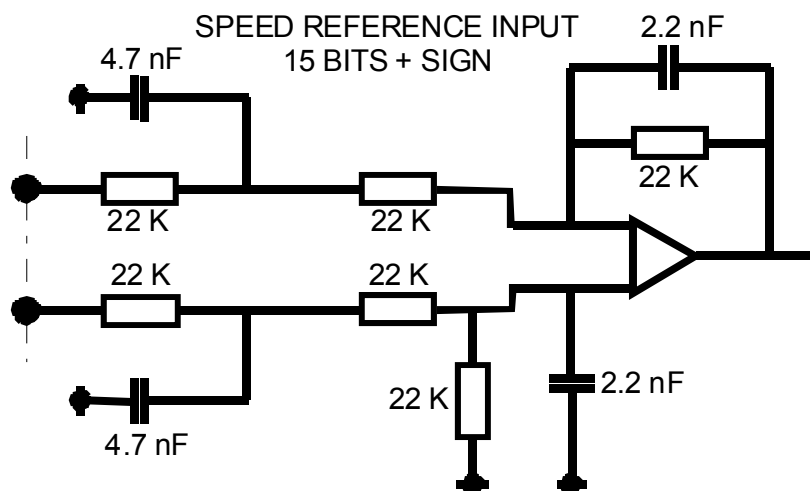 SPEED REFERENCE INPUT
15 BITS + SIGN
2.2 nF
4.7 nF
22 K
22 K
22 K
22 K
22 K
22 K
2.2 nF
4.7 nF